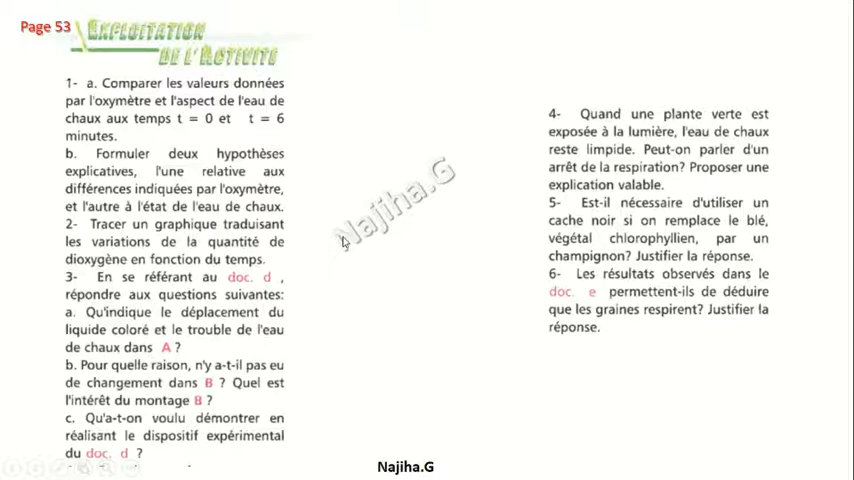 Page 53
EXPLOITATION
DE L'ACTIVITÉ
1- a. Comparer les valeurs données
par l'oxymètre et l'aspect de l'eau de
chaux aux temps t = 0 et t = 6
minutes.
b. Formuler deux hypothèses
explicatives, l'une relative aux
différences indiquées par l'oxymètre,
et l'autre à l'état de l'eau de chaux.
2- Tracer un graphique traduisant
les variations de la quantité de
dioxygène en fonction du temps.
3- En se référant au doc. d ,
répondre aux questions suivantes:
a. Qu'indique le déplacement du
liquide coloré et le trouble de l'eau
de chaux dans A ?
b. Pour quelle raison, n'y a-t-il pas eu
de changement dans B ? Quel est
l'intérêt du montage B ?
c. Qu'a-t-on voulu démontrer en
réalisant le dispositif expérimental
du doc. d ?
4- Quand une plante verte est
exposée à la lumière, l'eau de chaux
reste limpide. Peut-on parler d'un
arrêt de la respiration? Proposer une
explication valable.
5- Est-il nécessaire d'utiliser un
cache noir si on remplace le blé,
végétal chlorophyllien, par un
champignon? Justifier la réponse.
6- Les résultats observés dans le
doc. e permettent-ils de déduire
que les graines respirent? Justifier la
réponse.
Najiha.G
Najiha.G